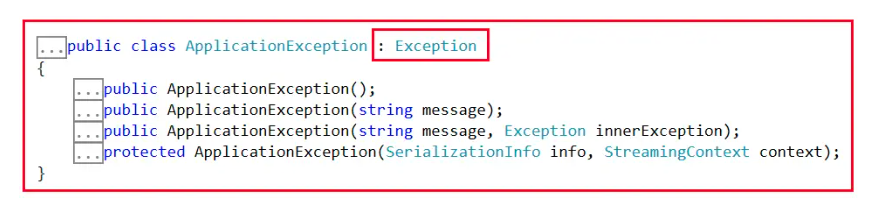 ...public class ApplicationException : Exception
{
...public ApplicationException();
...public ApplicationException(string message);
...public ApplicationException(string message, Exception innerException);
...protected ApplicationException(SerializationInfo info, StreamingContext context);
}